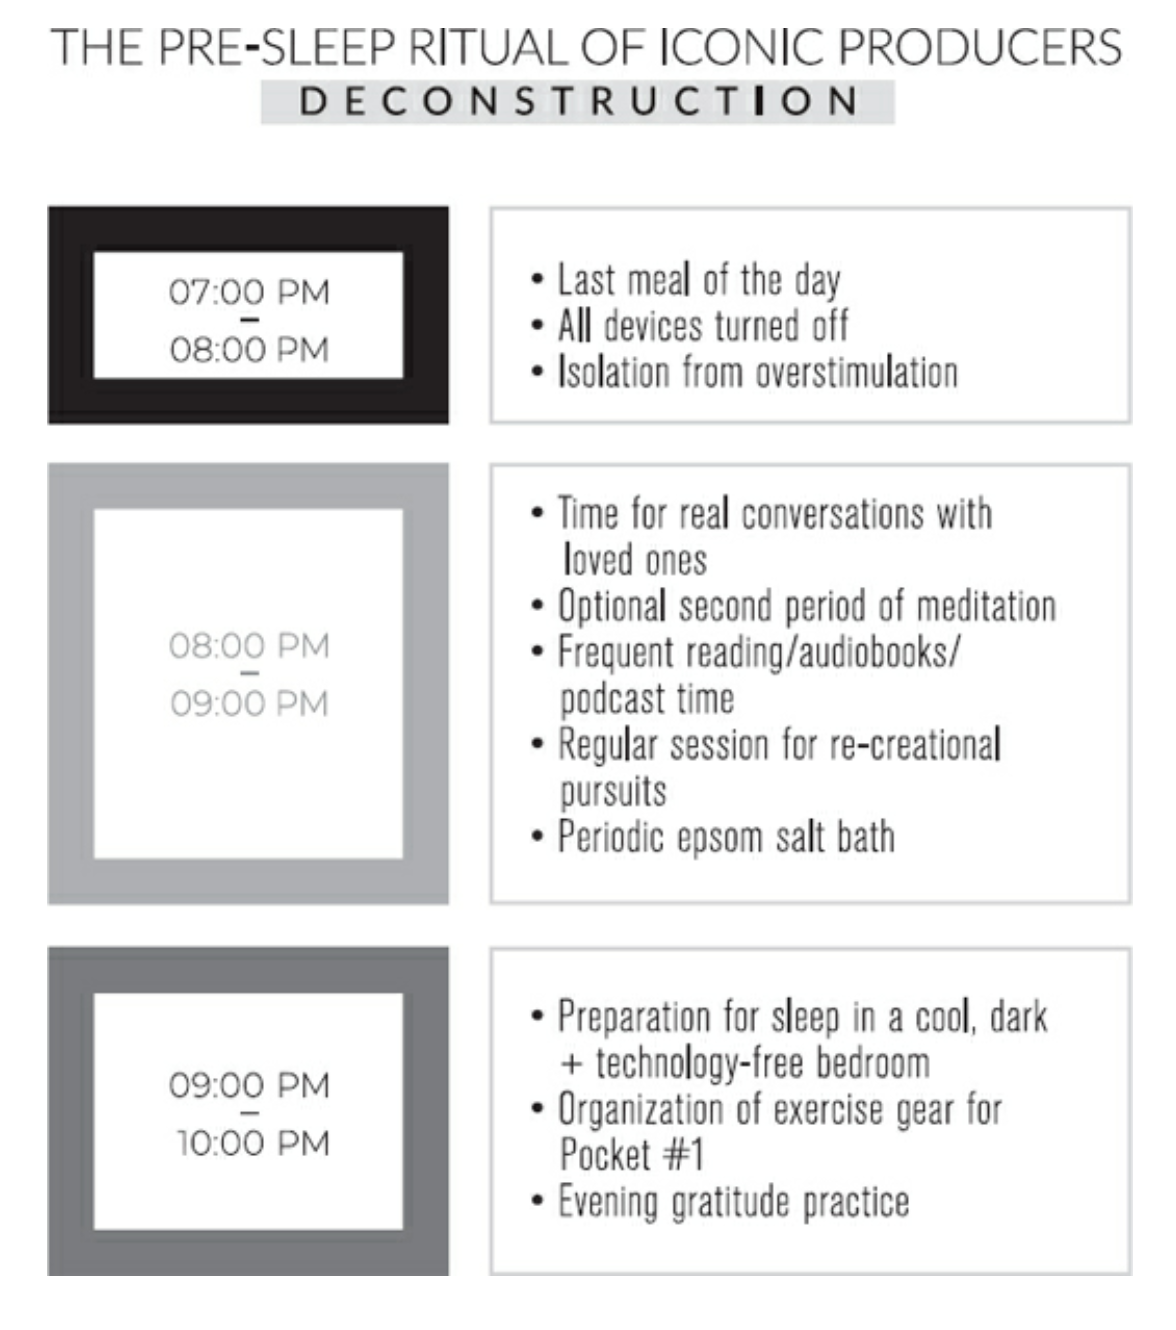 THE PRE-SLEEP RITUAL OF ICONIC PRODUCERS
DECONSTRUCTION
07:00 PM
–
08:00 PM
• Last meal of the day
• All devices turned off
• Isolation from overstimulation
08:00 PM
–
09:00 PM
• Time for real conversations with
loved ones
• Optional second period of meditation
• Frequent reading/audiobooks/
podcast time
• Regular session for re-creational
pursuits
• Periodic epsom salt bath
09:00 PM
–
10:00 PM
• Preparation for sleep in a cool, dark
+ technology-free bedroom
• Organization of exercise gear for
Pocket #1
• Evening gratitude practice